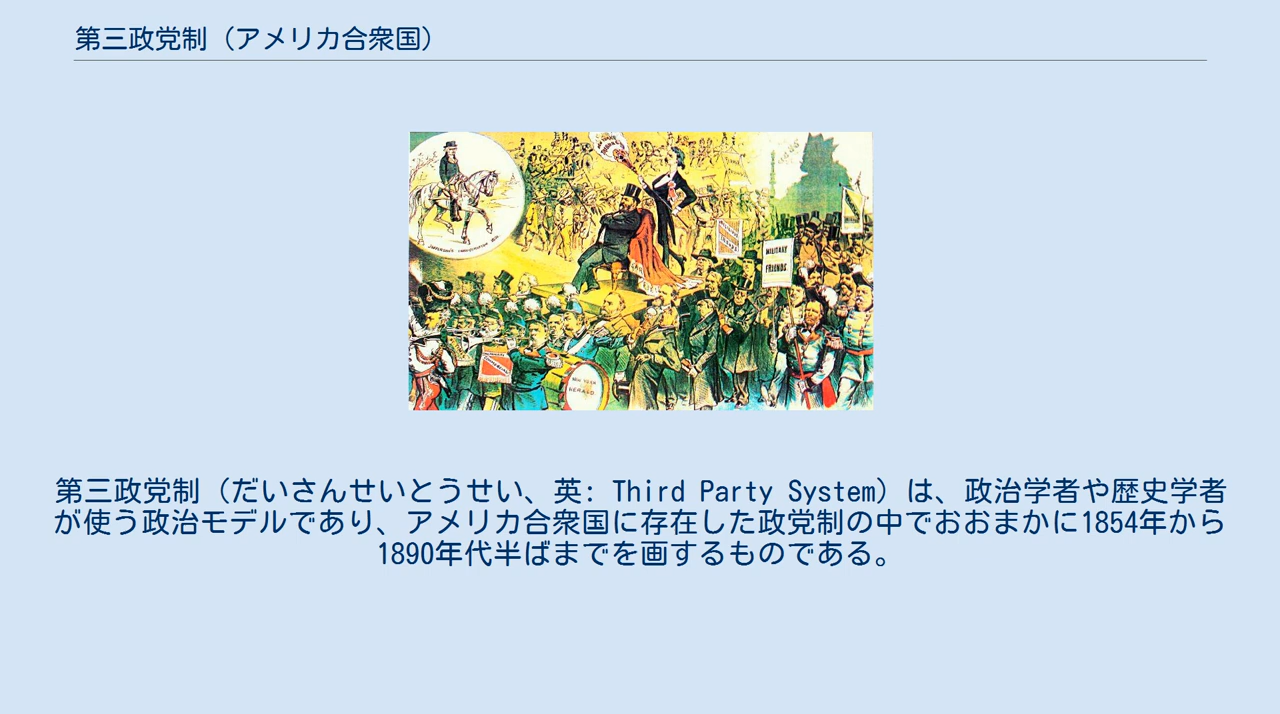 第三政党制（アメリカ合衆国）
MILITARY
FRIENDS
NEW YORK
HERALD
第三政党制（だいさんせいとうせい、英: Third Party System）は、政治学者や歴史学者
が使う政治モデルであり、アメリカ合衆国に存在した政党制の中でおおまかに1854年から
1890年代半ばまでを画するものである。